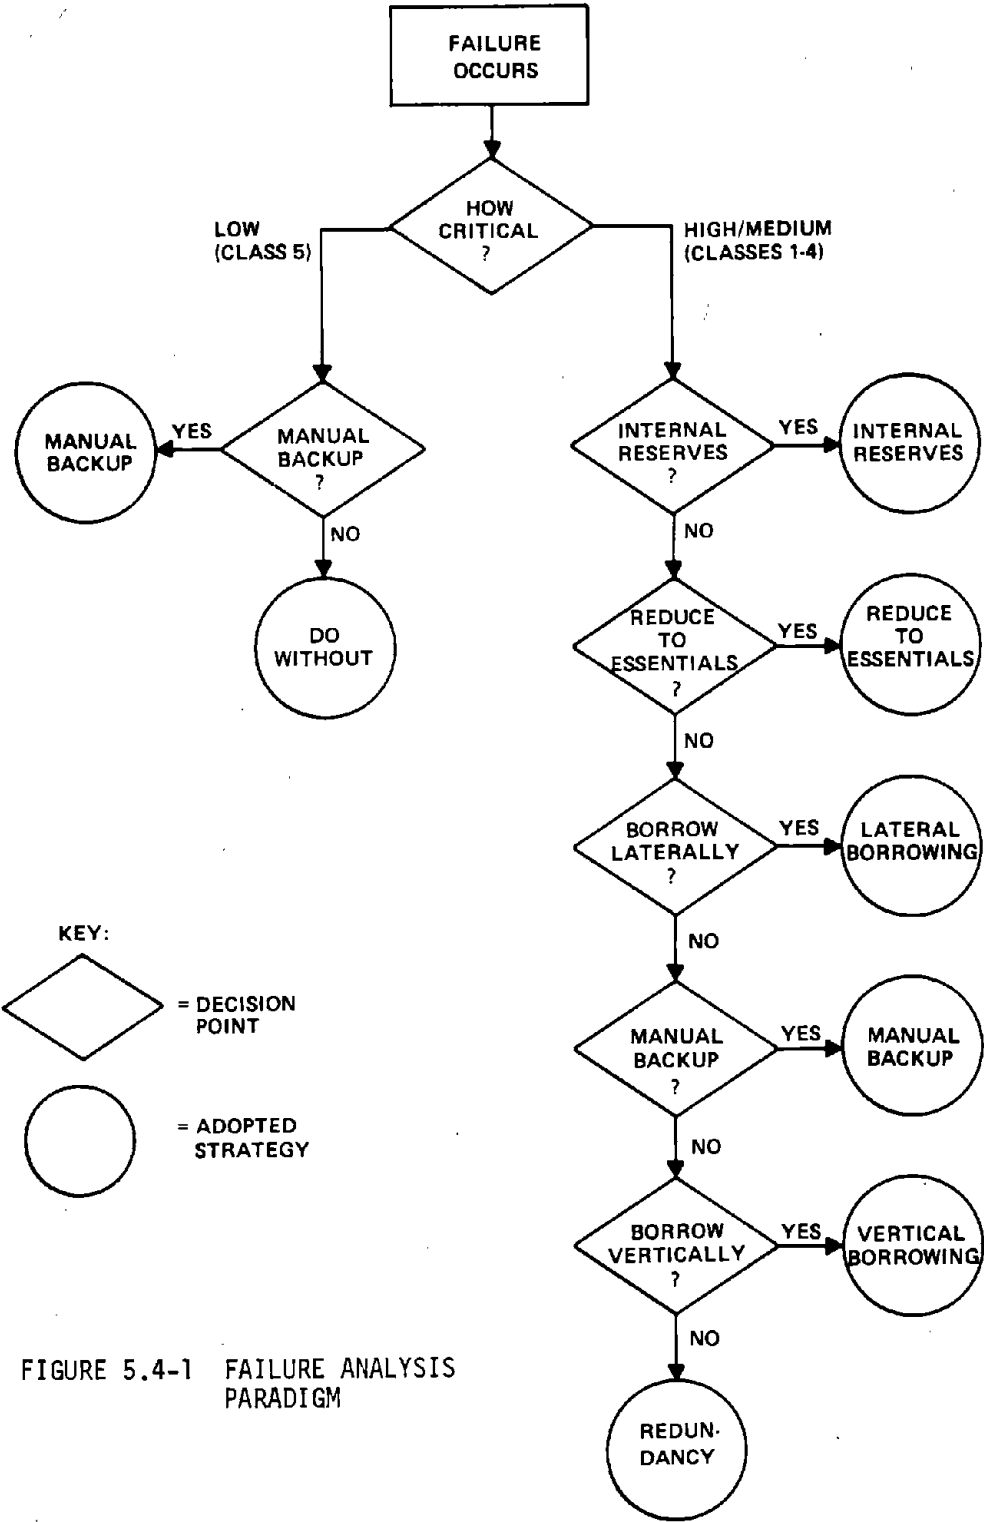 FAILURE
OCCURS
HOW
CRITICAL
?
LOW
(CLASS 5)
HIGH/MEDIUM
(CLASSES 1-4)
MANUAL
BACKUP
YES
MANUAL
BACKUP
?
INTERNAL
RESERVES
?
YES
INTERNAL
RESERVES
NO
NO
DO
WITHOUT
REDUCE
TO
ESSENTIALS
?
YES
REDUCE
TO
ESSENTIALS
NO
BORROW
LATERALLY
?
YES
LATERAL
BORROWING
NO
KEY:
= DECISION
POINT
MANUAL
BACKUP
?
YES
MANUAL
BACKUP
= ADOPTED
STRATEGY
NO
BORROW
VERTICALLY
?
YES
VERTICAL
BORROWING
NO
FIGURE 5.4-1 FAILURE ANALYSIS
PARADIGM
REDUN-
DANCY